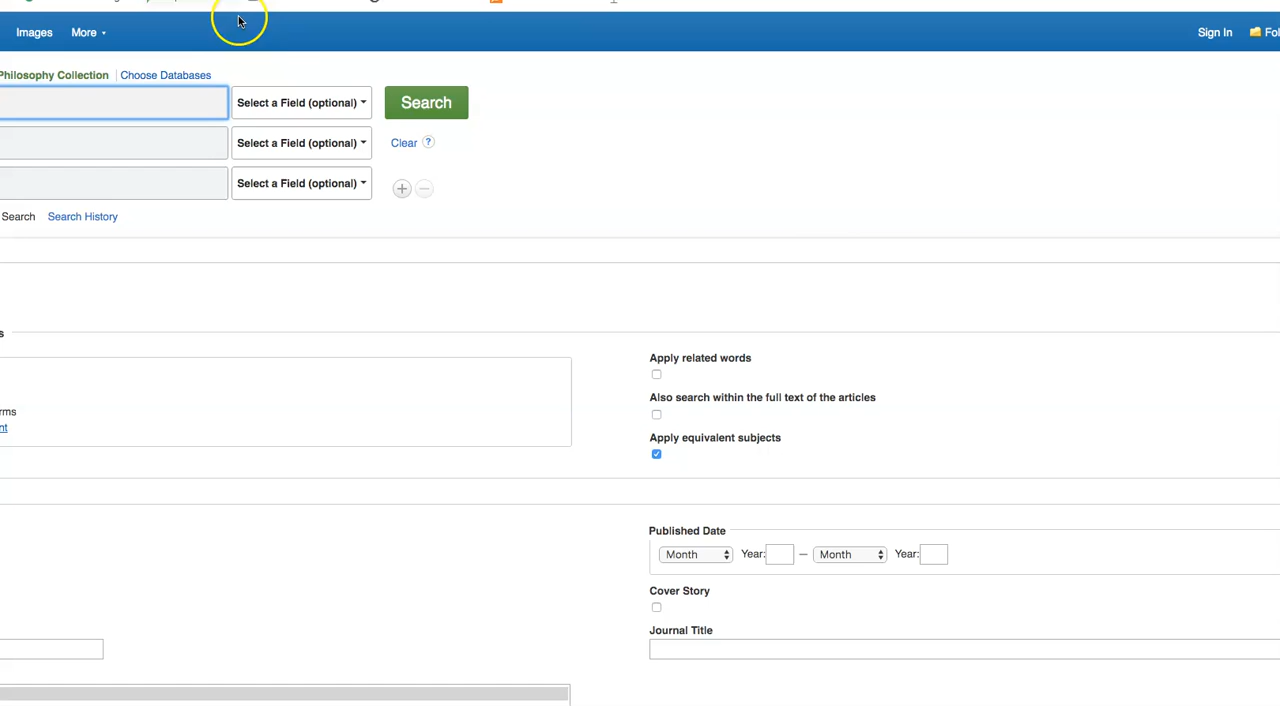 Images More Sign In
Philosophy Collection Choose Databases
Select a Field (optional) Search
Select a Field (optional) Clear ?
Select a Field (optional)
Search Search History
Apply related words
Also search within the full text of the articles
Apply equivalent subjects
Published Date
Month Year: – Month Year:
Cover Story
Journal Title